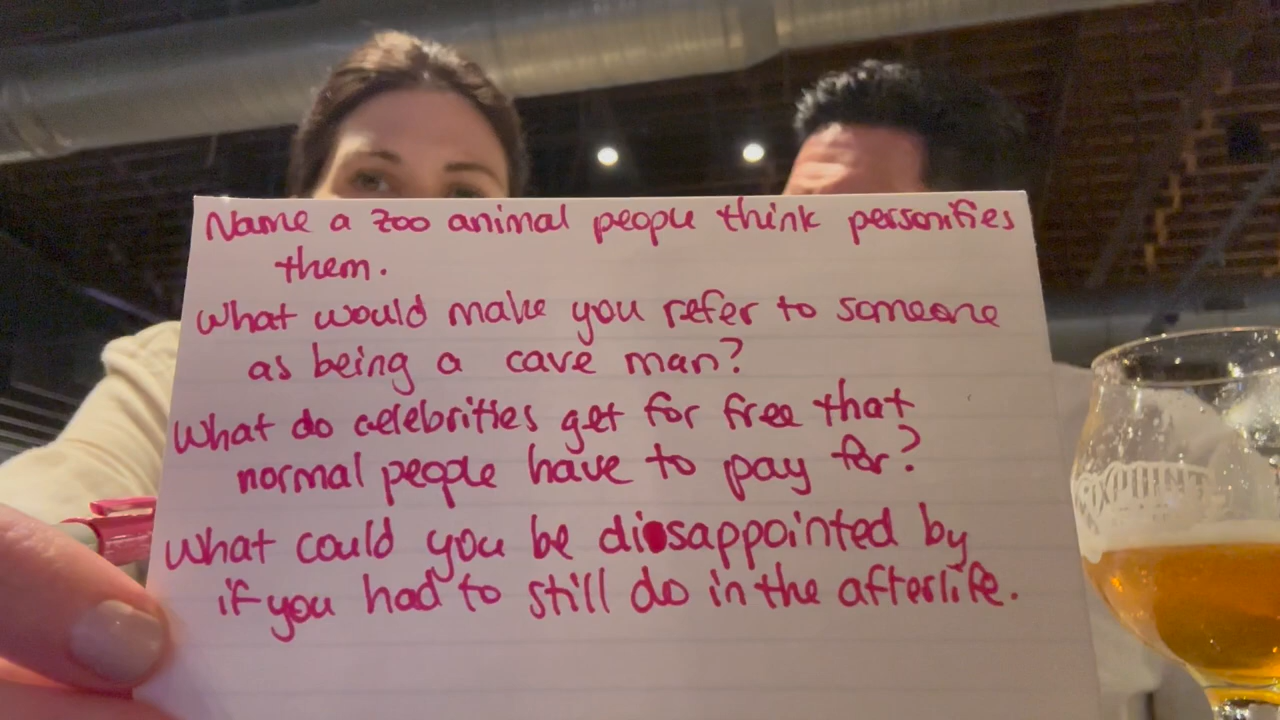 Name a zoo animal people think personifies
them.
What would make you refer to someone
as being a cave man?
What do celebrities get for free that
normal people have to pay for?
What could you be disappointed by
if you had to still do in the afterlife.
SIXPOINT